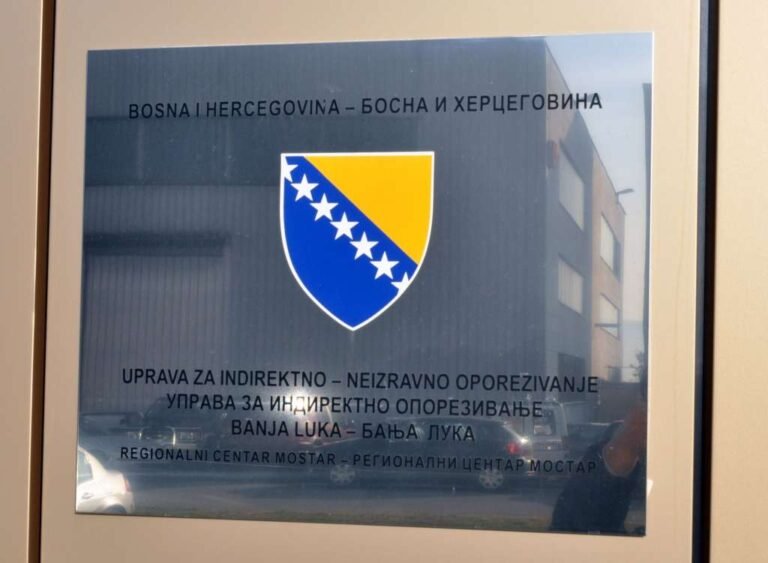 BOSNA I HERCEGOVINA – БОСНА И ХЕРЦЕГОВИНА
UPRAVA ZA INDIREKTNO – NEIZRAVNO OPOREZIVANJE
УПРАВА ЗА ИНДИРЕКТНО ОПОРЕЗИВАЊЕ
BANJA LUKA – БАЊА ЛУКА
REGIONALNI CENTAR MOSTAR – РЕГИОНАЛНИ ЦЕНТАР МОСТАР